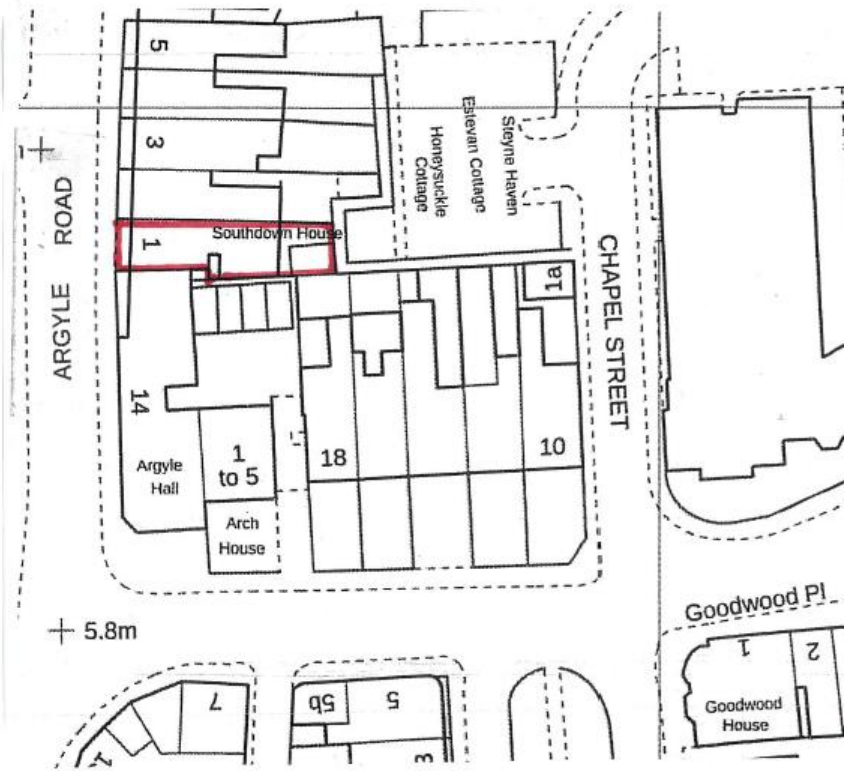 5
3
1
Southdown House
ARGYLE ROAD
Honeysuckle
Cottage
Estevan Cottage
Steyne Haven
CHAPEL STREET
1a
14
Argyle
Hall
1
to 5
Arch
House
18
10
5.8m
Goodwood Pl
1
2
Goodwood
House
7
5b
5